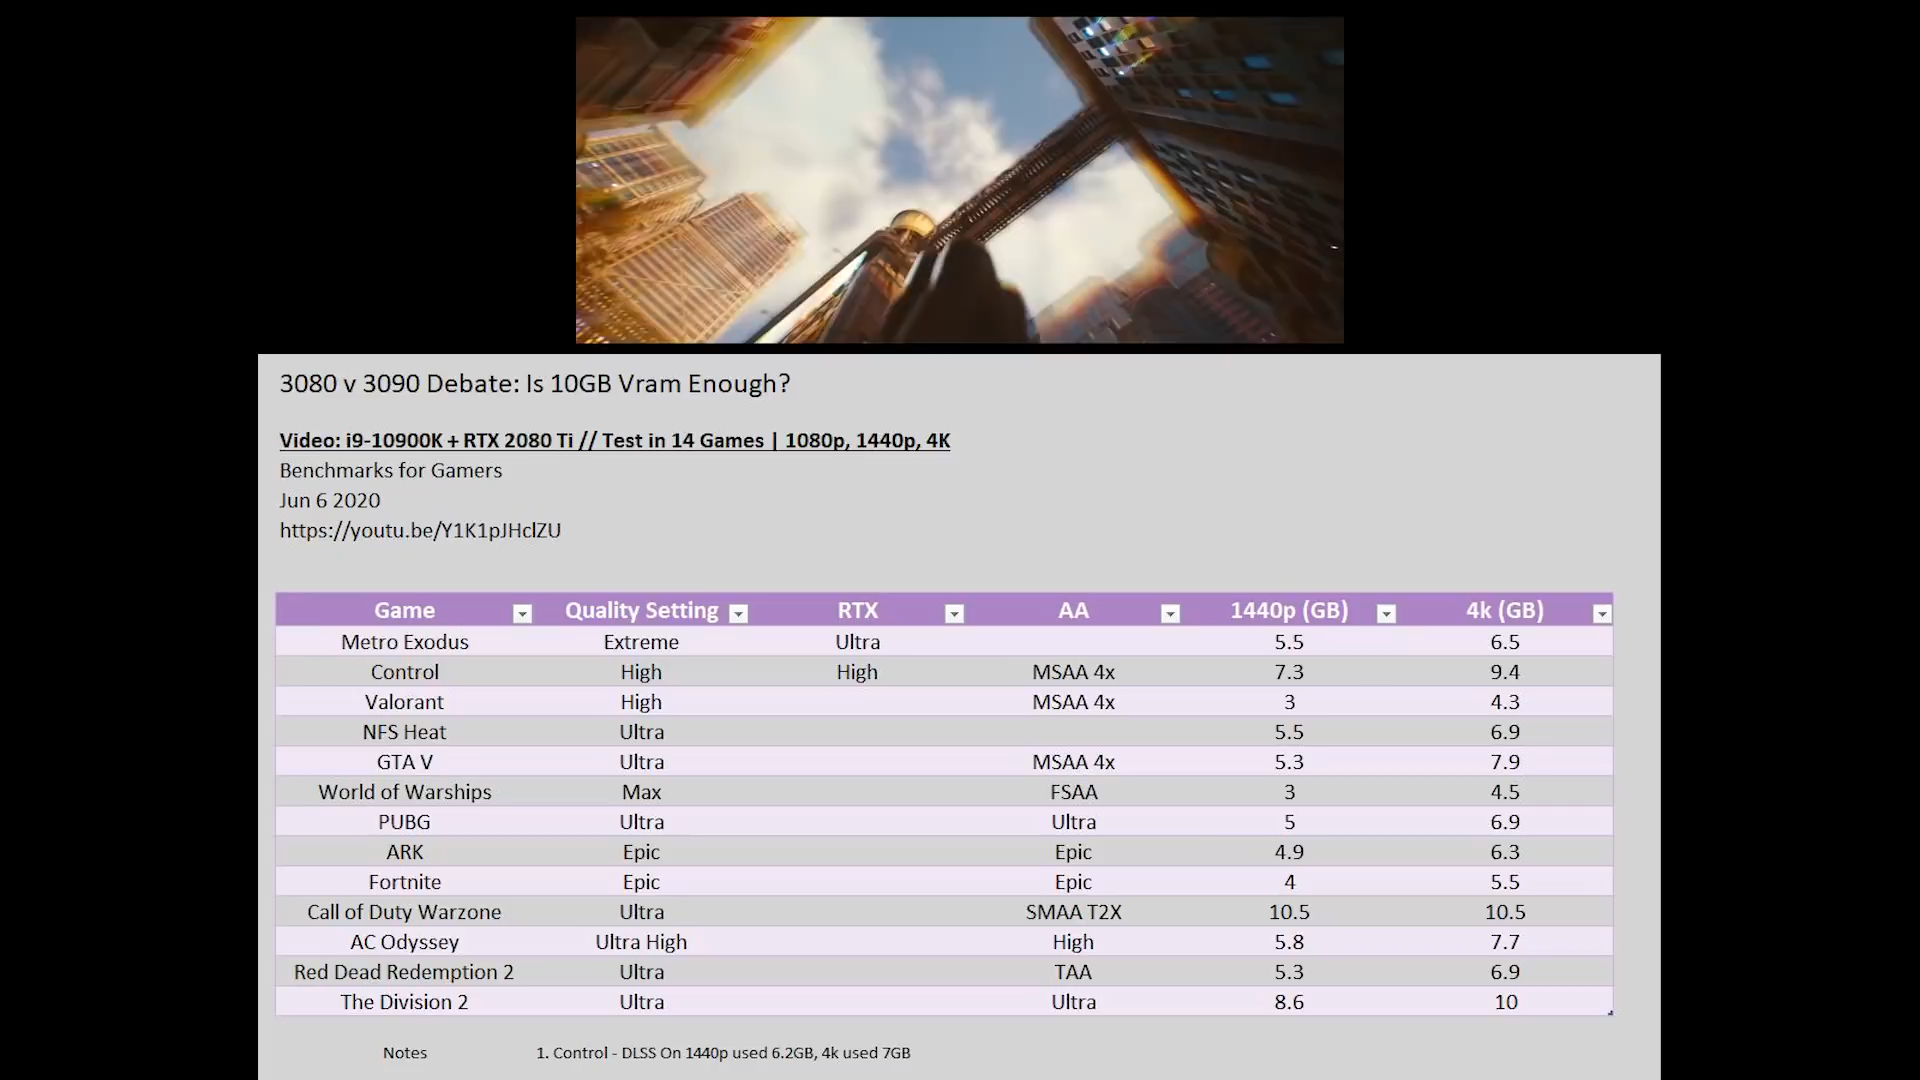 3080 v 3090 Debate: Is 10GB Vram Enough?
Video: i9-10900K + RTX 2080 Ti // Test in 14 Games | 1080p, 1440p, 4K
Benchmarks for Gamers
Jun 6 2020
https://youtu.be/Y1K1pJHclZU
Game Quality Setting RTX AA 1440p (GB) 4k (GB)
Metro Exodus Extreme Ultra 5.5 6.5
Control High High MSAA 4x 7.3 9.4
Valorant High MSAA 4x 3 4.3
NFS Heat Ultra 5.5 6.9
GTA V Ultra MSAA 4x 5.3 7.9
World of Warships Max FSAA 3 4.5
PUBG Ultra Ultra 5 6.9
ARK Epic Epic 4.9 6.3
Fortnite Epic Epic 4 5.5
Call of Duty Warzone Ultra SMAA T2X 10.5 10.5
AC Odyssey Ultra High High 5.8 7.7
Red Dead Redemption 2 Ultra TAA 5.3 6.9
The Division 2 Ultra Ultra 8.6 10
Notes 1. Control - DLSS On 1440p used 6.2GB, 4k used 7GB